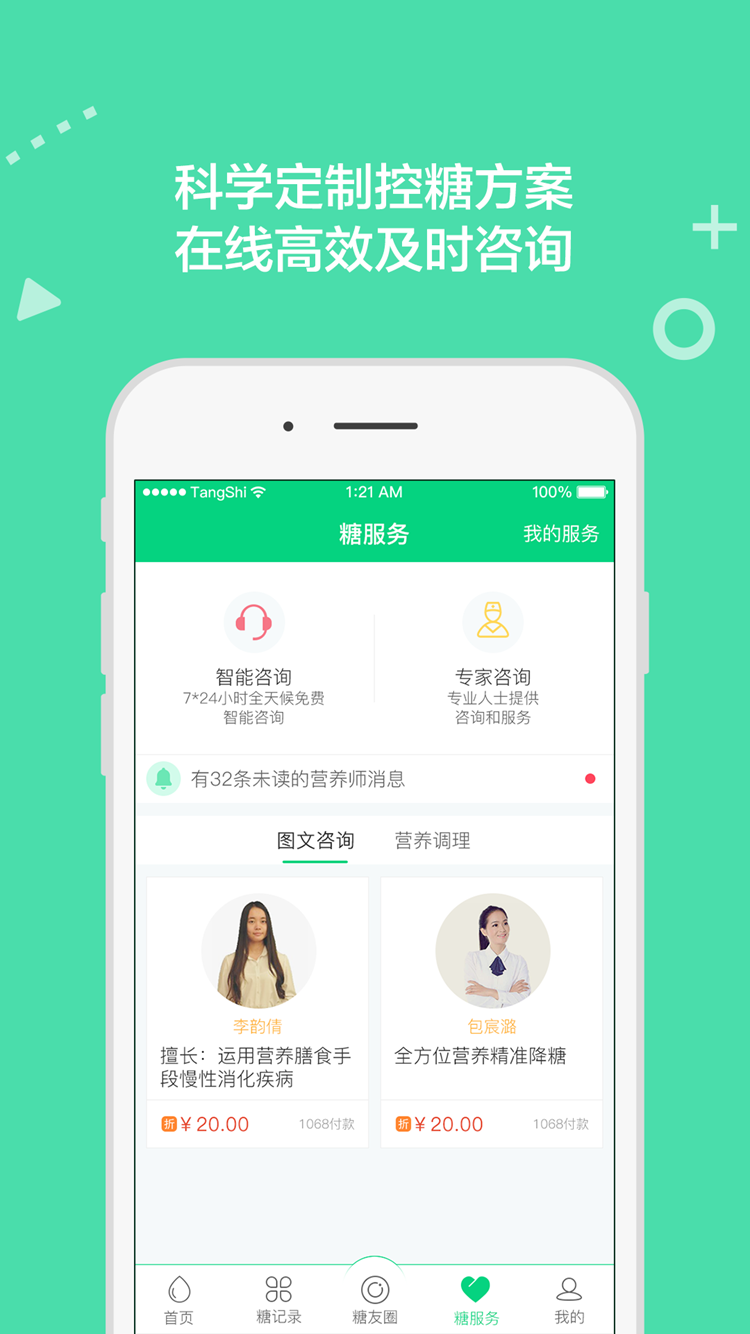 科学定制控糖方案
在线高效及时咨询
TangShi 1:21 AM 100%
糖服务 我的服务
智能咨询
7*24小时全天候免费
智能咨询
专家咨询
专业人士提供
咨询和服务
有32条未读的营养师消息
图文咨询 营养调理
李韵倩
擅长：运用营养膳食手
段慢性消化疾病
折 ¥ 20.00 1068付款
包宸潞
全方位营养精准降糖
折 ¥ 20.00 1068付款
首页 糖记录 糖友圈 糖服务 我的